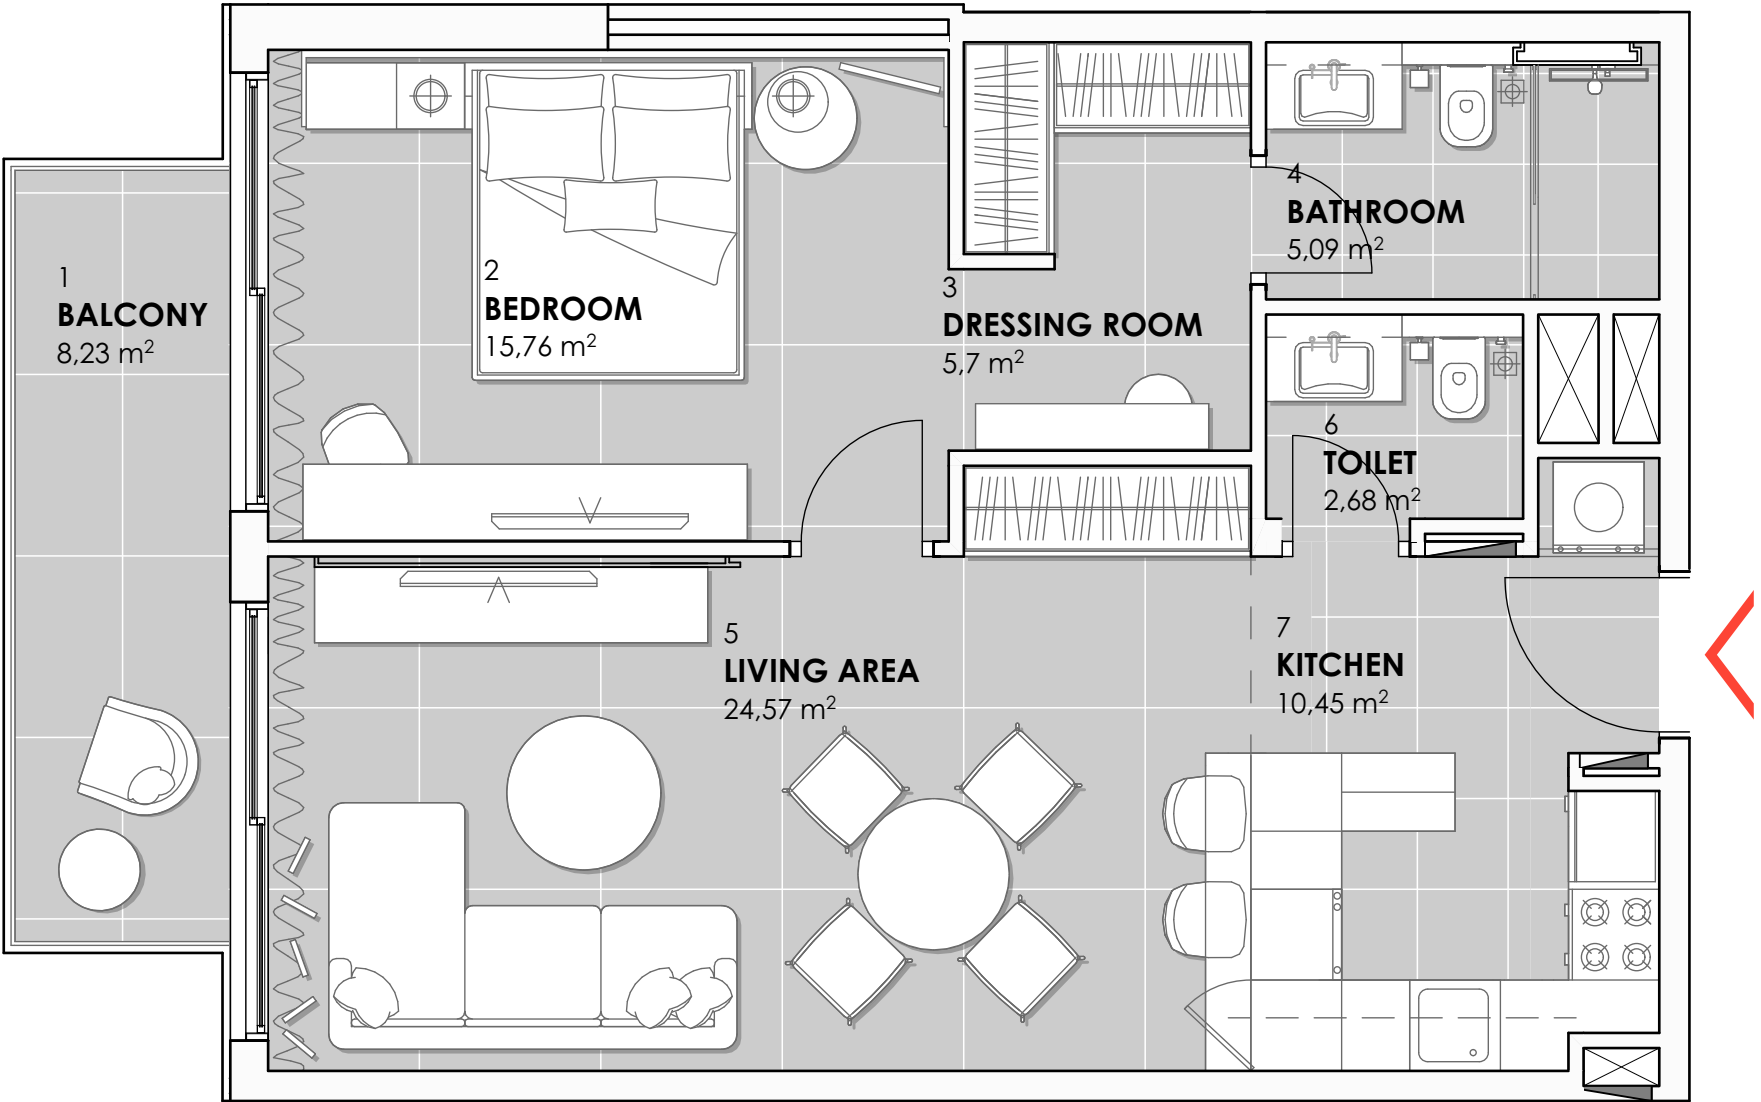 1
BALCONY
8,23 m²
2
BEDROOM
15,76 m²
3
DRESSING ROOM
5,7 m²
4
BATHROOM
5,09 m²
5
LIVING AREA
24,57 m²
6
TOILET
2,68 m²
7
KITCHEN
10,45 m²